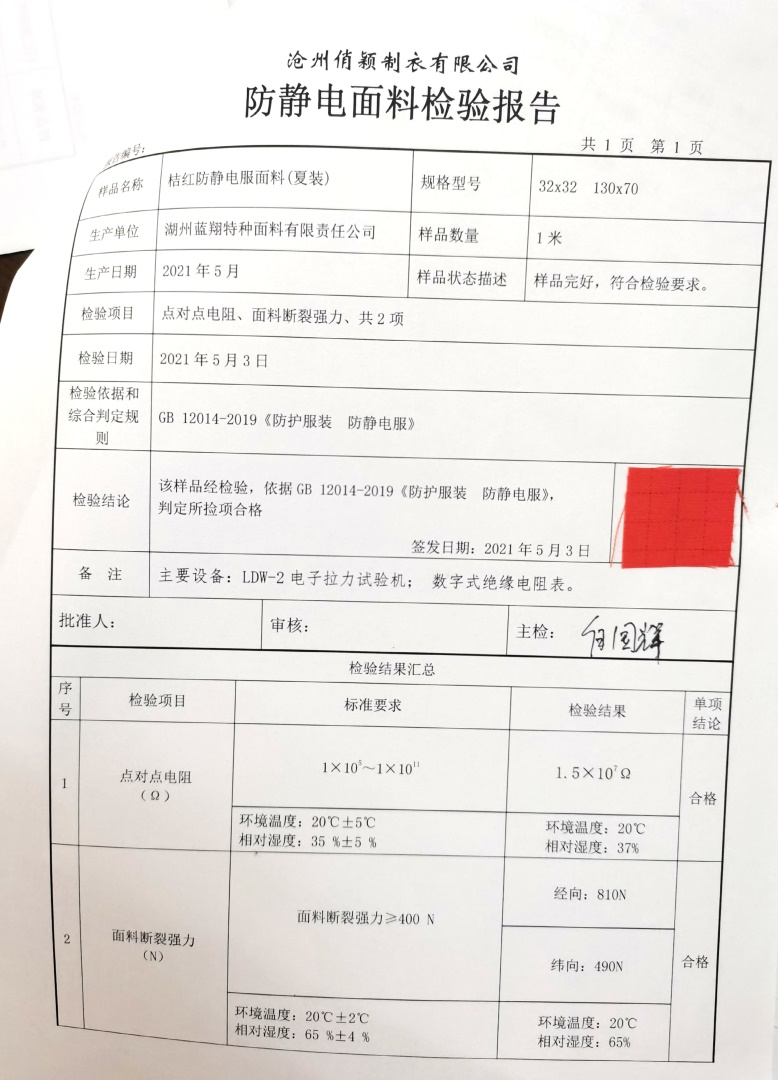 沧州俏颖制衣有限公司
防静电面料检验报告
共 1 页 第 1 页
报告编号：
样品名称 桔红防静电服面料(夏装) 规格型号 32x32 130x70
生产单位 湖州蓝翔特种面料有限责任公司 样品数量 1 米
生产日期 2021 年 5 月 样品状态描述 样品完好，符合检验要求。
检验项目 点对点电阻、面料断裂强力、共 2 项
检验日期 2021 年 5 月 3 日
检验依据和
综合判定规
则
GB 12014-2019《防护服装 防静电服》
检验结论
该样品经检验，依据 GB 12014-2019《防护服装 防静电服》，
判定所捡项合格
签发日期：2021 年 5 月 3 日
备 注 主要设备：LDW-2 电子拉力试验机； 数字式绝缘电阻表。
批准人： 审核： 主检：
检验结果汇总
序
号
检验项目 标准要求 检验结果
单项
结论
1
点对点电阻
（Ω）
1×10⁵～1×10¹¹
1.5×10⁷Ω
合格
环境温度：20℃±5℃
相对湿度：35 %±5 %
环境温度：20℃
相对湿度：37%
2
面料断裂强力
（N）
面料断裂强力≥400 N
经向：810N
纬向：490N
合格
环境温度：20℃±2℃
相对湿度：65 %±4 %
环境温度：20℃
相对湿度：65%